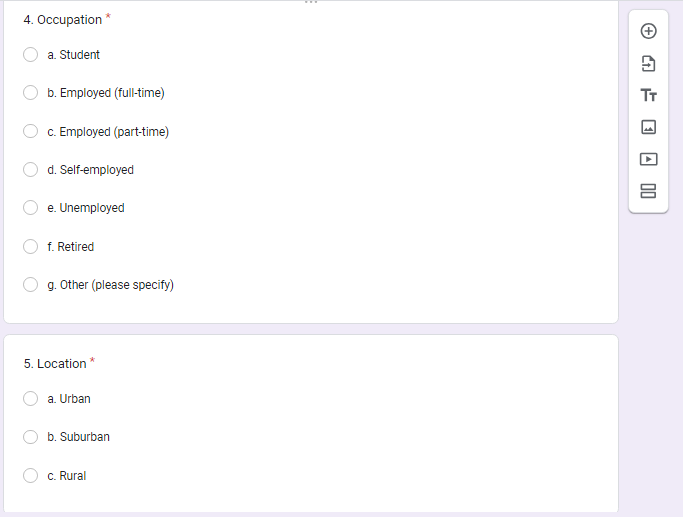 4. Occupation *
a. Student
b. Employed (full-time)
c. Employed (part-time)
d. Self-employed
e. Unemployed
f. Retired
g. Other (please specify)
5. Location *
a. Urban
b. Suburban
c. Rural